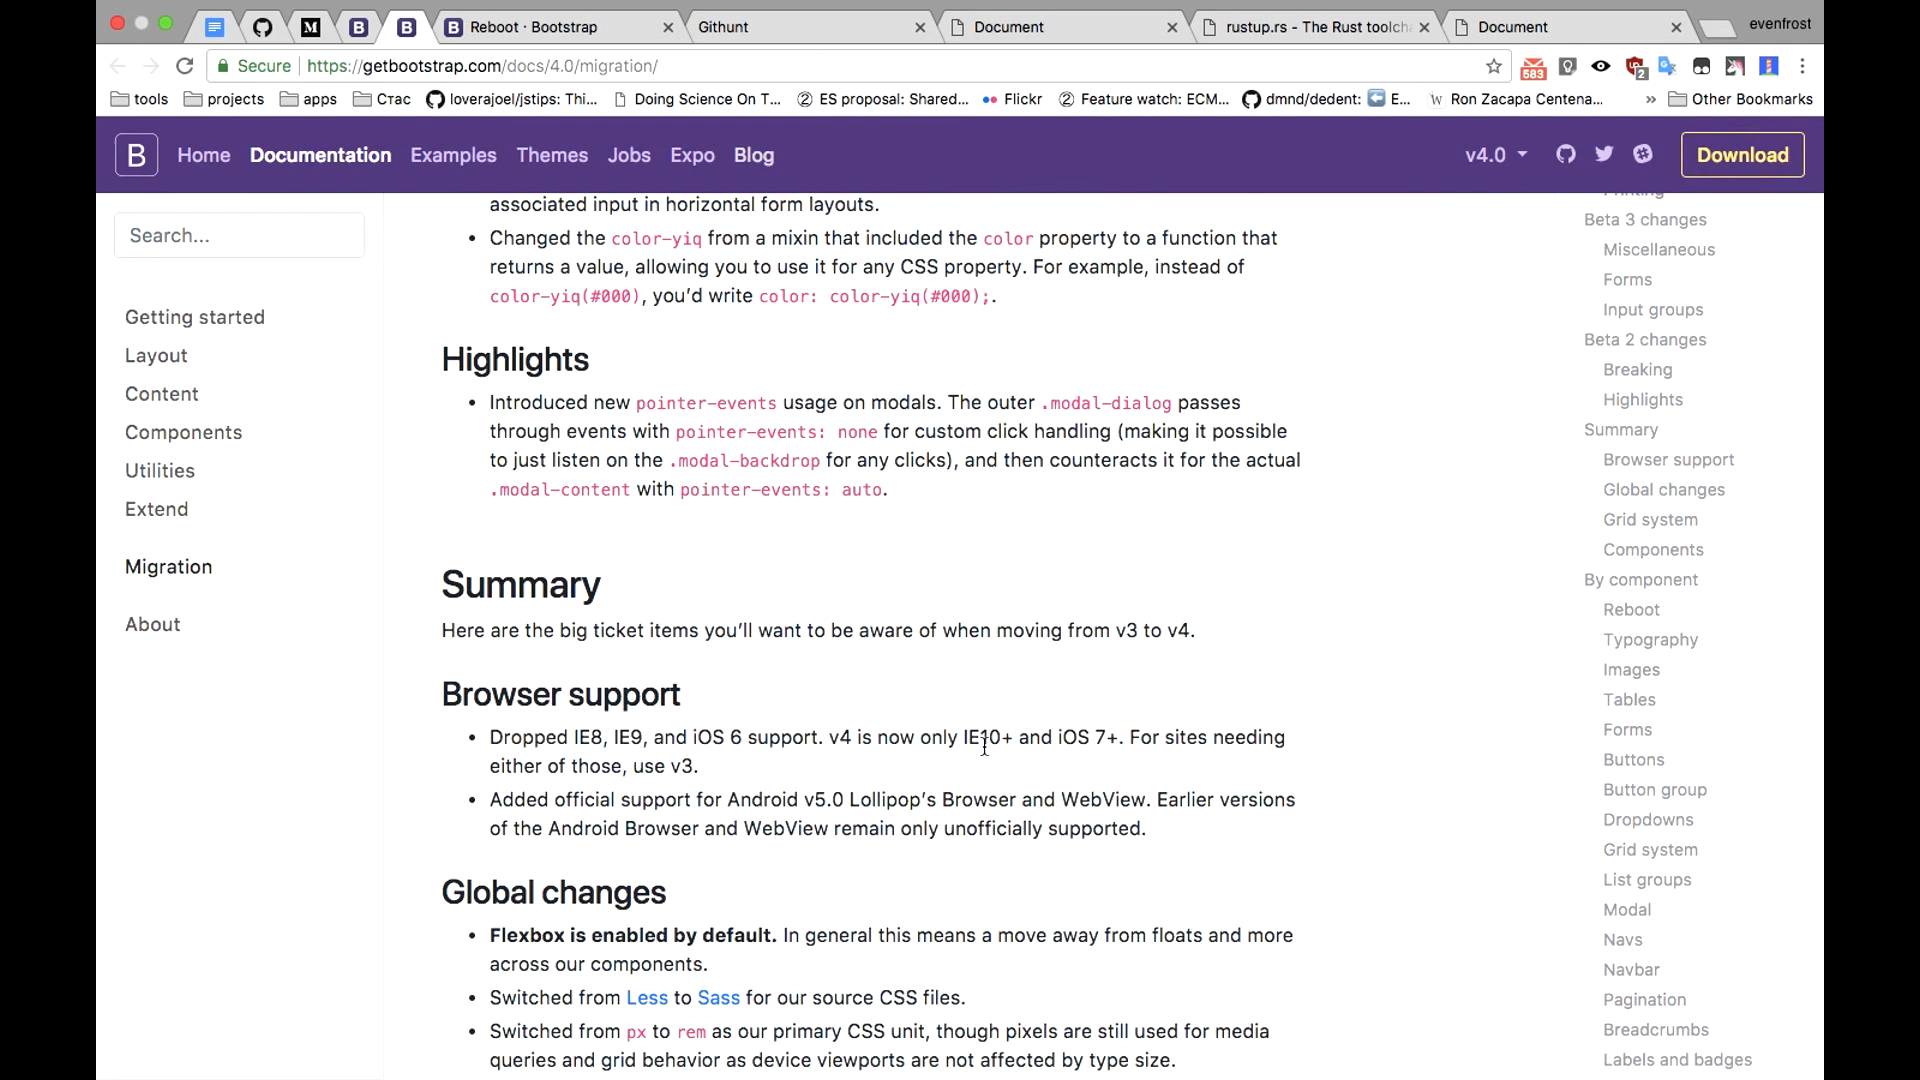 Reboot · Bootstrap
Githunt
Document
rustup.rs - The Rust toolch
Document
evenfrost
Secure https://getbootstrap.com/docs/4.0/migration/
583
2
tools
projects
apps
Стас
loverajoel/jstips: Thi...
Doing Science On T...
ES proposal: Shared...
Flickr
Feature watch: ECM...
dmnd/dedent: E...
Ron Zacapa Centena...
» Other Bookmarks
B
Home
Documentation
Examples
Themes
Jobs
Expo
Blog
v4.0
Download
Search...
Getting started
Layout
Content
Components
Utilities
Extend
Migration
About
associated input in horizontal form layouts.
• Changed the color-yiq from a mixin that included the color property to a function that
returns a value, allowing you to use it for any CSS property. For example, instead of
color-yiq(#000), you’d write color: color-yiq(#000);.
Highlights
• Introduced new pointer-events usage on modals. The outer .modal-dialog passes
through events with pointer-events: none for custom click handling (making it possible
to just listen on the .modal-backdrop for any clicks), and then counteracts it for the actual
.modal-content with pointer-events: auto.
Summary
Here are the big ticket items you’ll want to be aware of when moving from v3 to v4.
Browser support
• Dropped IE8, IE9, and iOS 6 support. v4 is now only IE10+ and iOS 7+. For sites needing
either of those, use v3.
• Added official support for Android v5.0 Lollipop’s Browser and WebView. Earlier versions
of the Android Browser and WebView remain only unofficially supported.
Global changes
• Flexbox is enabled by default. In general this means a move away from floats and more
across our components.
• Switched from Less to Sass for our source CSS files.
• Switched from px to rem as our primary CSS unit, though pixels are still used for media
queries and grid behavior as device viewports are not affected by type size.
Printing
Beta 3 changes
Miscellaneous
Forms
Input groups
Beta 2 changes
Breaking
Highlights
Summary
Browser support
Global changes
Grid system
Components
By component
Reboot
Typography
Images
Tables
Forms
Buttons
Button group
Dropdowns
Grid system
List groups
Modal
Navs
Navbar
Pagination
Breadcrumbs
Labels and badges